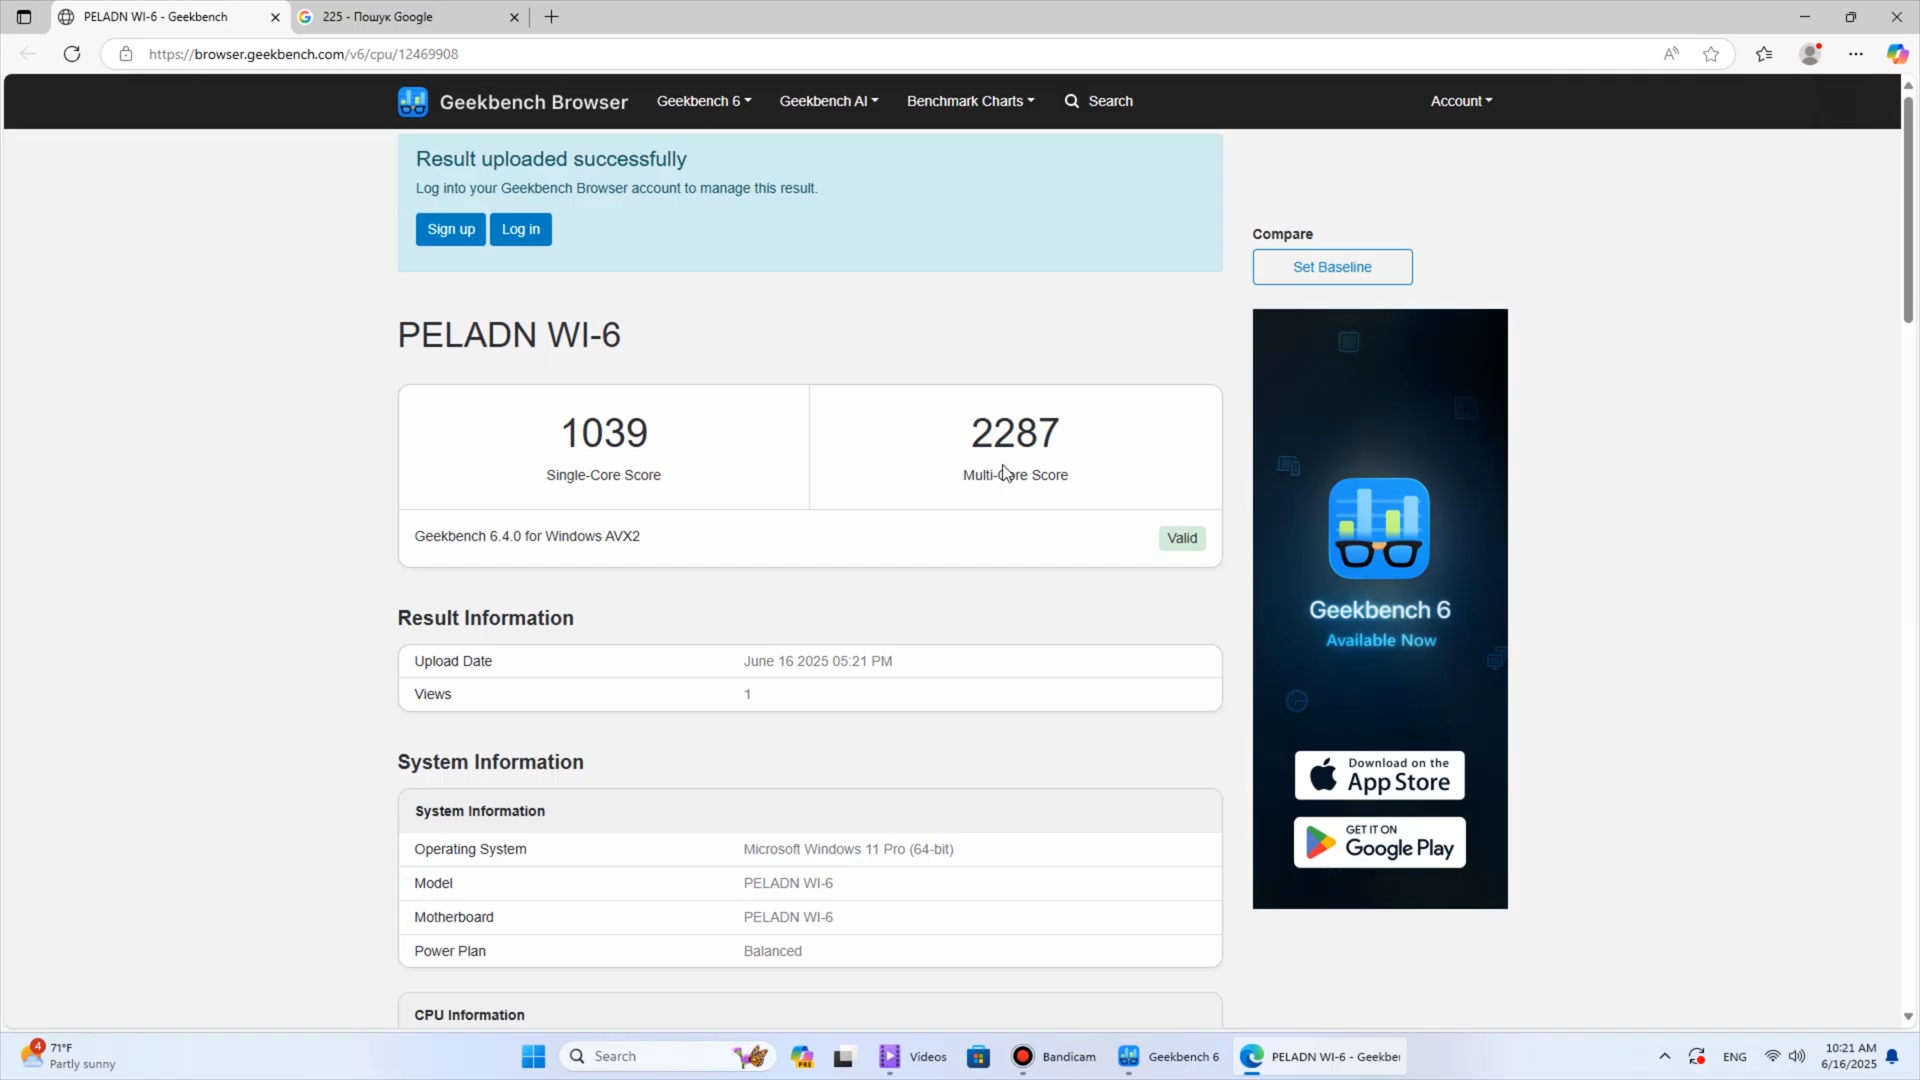 PELADN WI-6 - Geekbench
225 - Пошук Google
https://browser.geekbench.com/v6/cpu/12469908
Geekbench Browser
Geekbench 6
Geekbench AI
Benchmark Charts
Search
Account
Result uploaded successfully
Log into your Geekbench Browser account to manage this result.
Sign up
Log in
Compare
Set Baseline
PELADN WI-6
1039
Single-Core Score
2287
Multi-Core Score
Geekbench 6.4.0 for Windows AVX2
Valid
Result Information
Upload Date June 16 2025 05:21 PM
Views 1
System Information
System Information
Operating System Microsoft Windows 11 Pro (64-bit)
Model PELADN WI-6
Motherboard PELADN WI-6
Power Plan Balanced
CPU Information
Geekbench 6
Available Now
Download on the
App Store
GET IT ON
Google Play
4
71°F
Partly sunny
Search
PRE
Videos
Bandicam
Geekbench 6
PELADN WI-6 - Geekbe
ENG
10:21 AM
6/16/2025